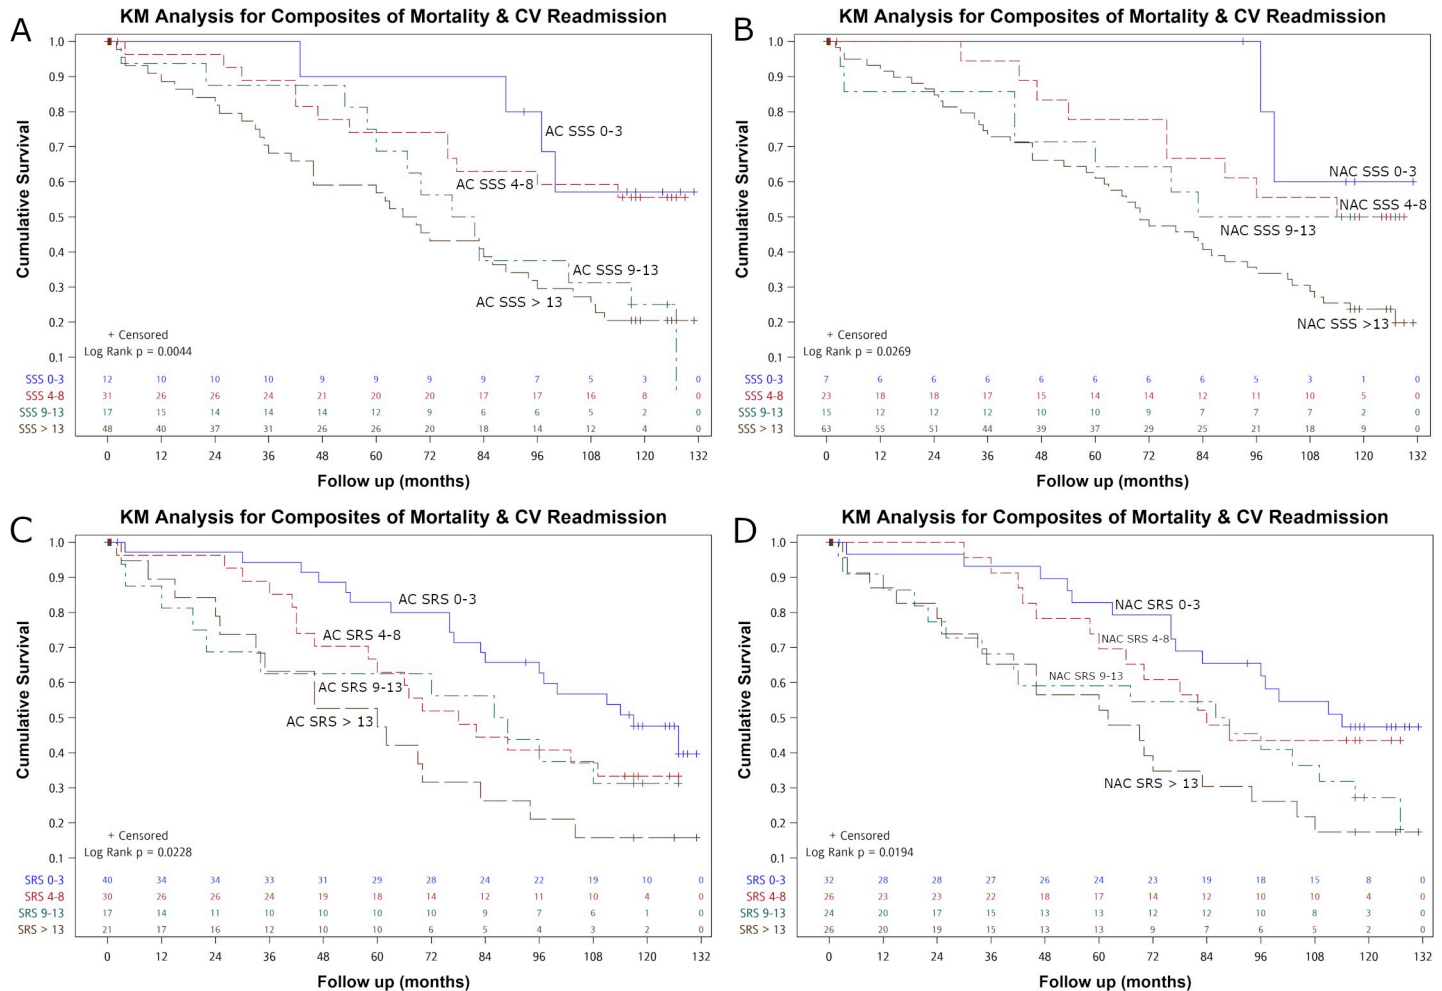 A
KM Analysis for Composites of Mortality & CV Readmission
Cumulative Survival
1.0
0.9
0.8
0.7
0.6
0.5
0.4
0.3
0.2
0.1
AC SSS 0-3
AC SSS 4-8
AC SSS 9-13
AC SSS > 13
+ Censored
Log Rank p = 0.0044
SSS 0-3 12 10 10 10 9 9 9 9 7 5 3 0
SSS 4-8 31 26 26 24 21 20 20 17 17 16 8 0
SSS 9-13 17 15 14 14 14 12 9 6 6 5 2 0
SSS > 13 48 40 37 31 26 26 20 18 14 12 4 0
0 12 24 36 48 60 72 84 96 108 120 132
Follow up (months)
B
KM Analysis for Composites of Mortality & CV Readmission
Cumulative Survival
1.0
0.9
0.8
0.7
0.6
0.5
0.4
0.3
0.2
0.1
NAC SSS 0-3
NAC SSS 4-8
NAC SSS 9-13
NAC SSS >13
+ Censored
Log Rank p = 0.0269
SSS 0-3 7 6 6 6 6 6 6 6 5 3 1 0
SSS 4-8 23 18 18 17 15 14 14 12 11 10 5 0
SSS 9-13 15 12 12 12 10 10 9 7 7 7 2 0
SSS > 13 63 55 51 44 39 37 29 25 21 18 9 0
0 12 24 36 48 60 72 84 96 108 120 132
Follow up (months)
C
KM Analysis for Composites of Mortality & CV Readmission
Cumulative Survival
1.0
0.9
0.8
0.7
0.6
0.5
0.4
0.3
0.2
0.1
AC SRS 0-3
AC SRS 4-8
AC SRS 9-13
AC SRS > 13
+ Censored
Log Rank p = 0.0228
SRS 0-3 40 34 34 33 31 29 28 24 22 19 10 0
SRS 4-8 30 26 26 24 19 18 14 12 11 10 4 0
SRS 9-13 17 14 11 10 10 10 10 9 7 6 1 0
SRS > 13 21 17 16 12 10 10 6 5 4 3 2 0
0 12 24 36 48 60 72 84 96 108 120 132
Follow up (months)
D
KM Analysis for Composites of Mortality & CV Readmission
Cumulative Survival
1.0
0.9
0.8
0.7
0.6
0.5
0.4
0.3
0.2
0.1
NAC SRS 0-3
NAC SRS 4-8
NAC SRS 9-13
NAC SRS > 13
+ Censored
Log Rank p = 0.0194
SRS 0-3 32 28 28 27 26 24 23 19 18 15 8 0
SRS 4-8 26 23 23 22 18 17 14 12 10 10 4 0
SRS 9-13 24 20 17 15 13 13 12 12 10 8 3 0
SRS > 13 26 20 19 15 13 13 9 7 6 5 2 0
0 12 24 36 48 60 72 84 96 108 120 132
Follow up (months)